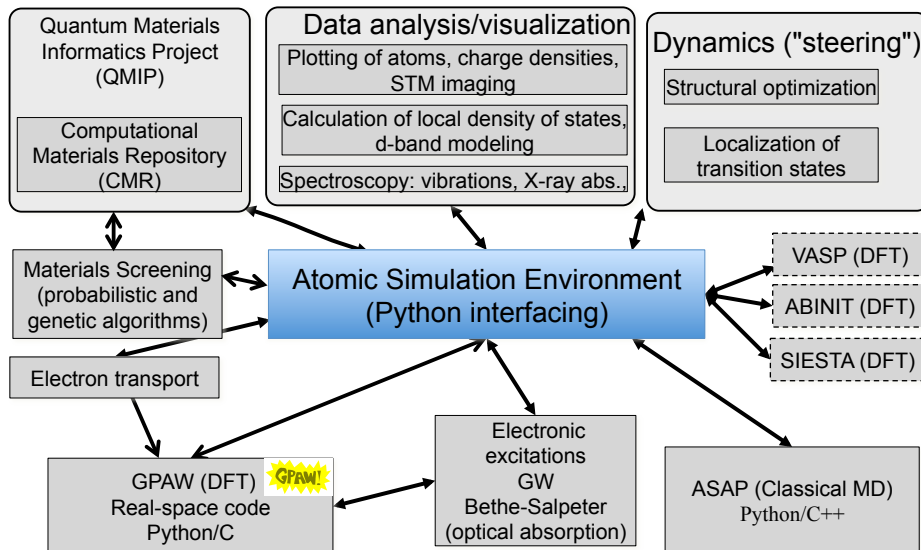 Quantum Materials
Informatics Project
(QMIP)
Computational
Materials Repository
(CMR)
Data analysis/visualization
Plotting of atoms, charge densities,
STM imaging
Calculation of local density of states,
d-band modeling
Spectroscopy: vibrations, X-ray abs.,
Dynamics ("steering")
Structural optimization
Localization of
transition states
Materials Screening
(probabilistic and
genetic algorithms)
Atomic Simulation Environment
(Python interfacing)
VASP (DFT)
ABINIT (DFT)
SIESTA (DFT)
Electron transport
GPAW (DFT)
Real-space code
Python/C
GPAW!
Electronic
excitations
GW
Bethe-Salpeter
(optical absorption)
ASAP (Classical MD)
Python/C++